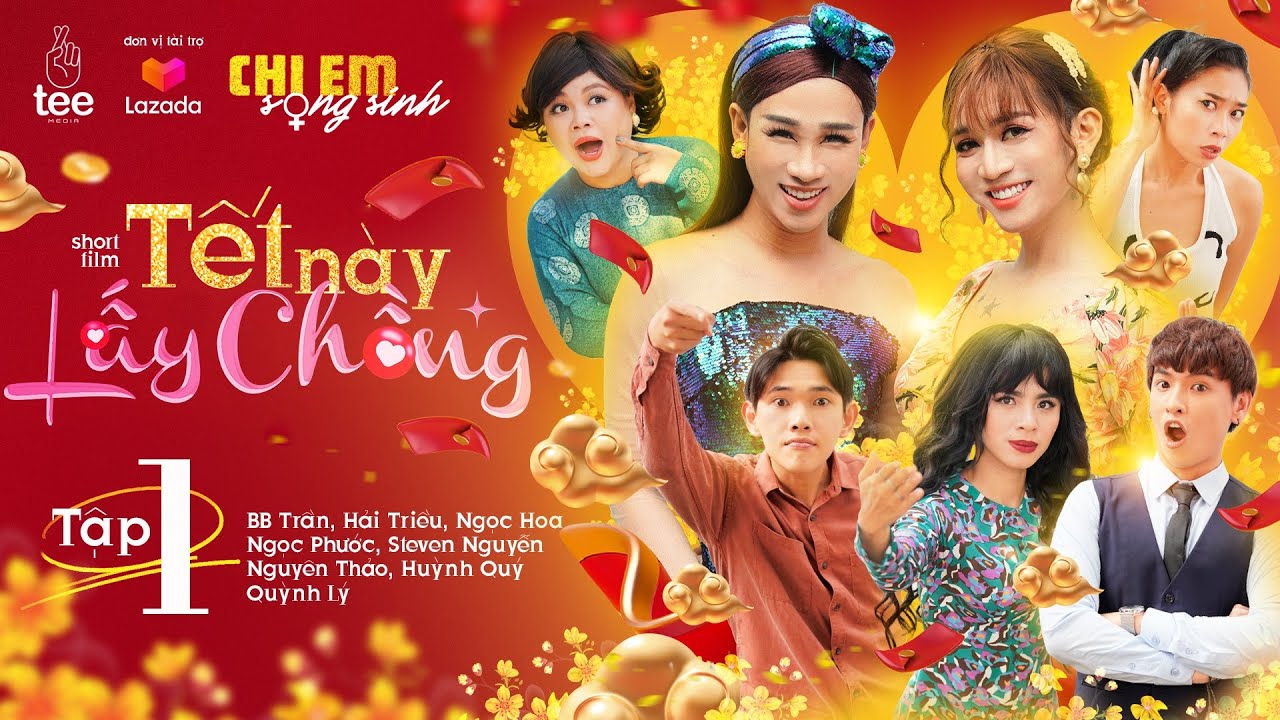 tee
MEDIA
đơn vị tài trợ
Lazada
CHỊ EM
song sinh
short
film
Tết này
Lấy Chồng
Tập 1
BB Trần, Hải Triều, Ngọc Hoa
Ngọc Phước, Steven Nguyễn
Nguyên Thảo, Huỳnh Quý
Quỳnh Lý